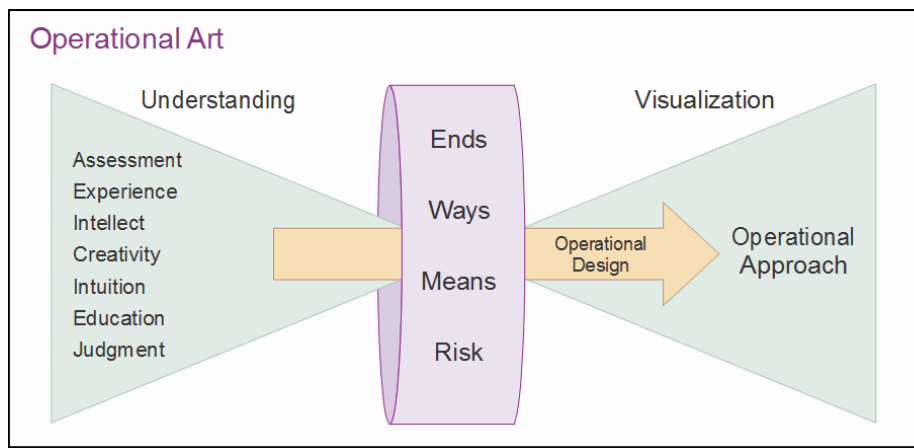 Operational Art
Understanding
Assessment
Experience
Intellect
Creativity
Intuition
Education
Judgment
Ends
Ways
Means
Risk
Visualization
Operational
Design
Operational
Approach